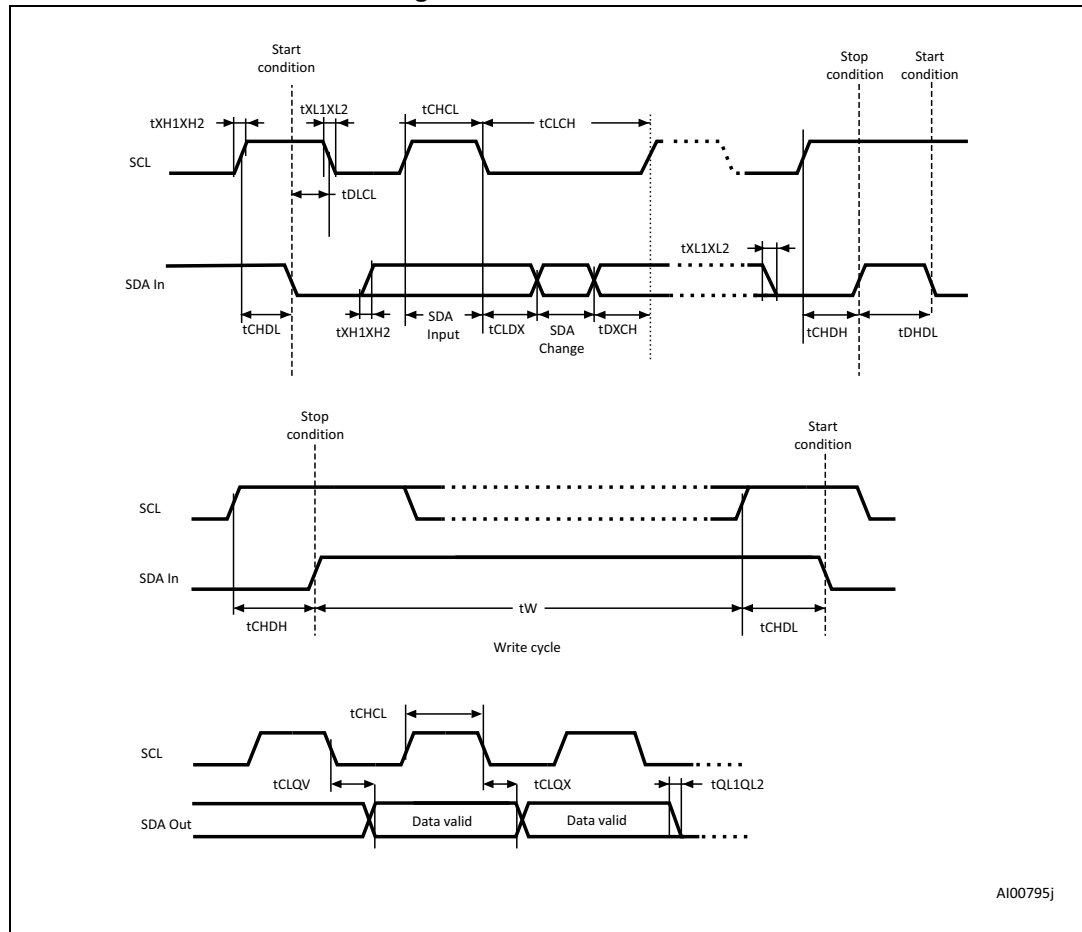 Start
condition
Stop
condition
Start
condition
tXH1XH2
tXL1XL2
tCHCL
tCLCH
SCL
tDLCL
tXL1XL2
SDA In
tCHDL
tXH1XH2
SDA
Input
tCLDX
SDA
Change
tDXCH
tCHDH
tDHDL
Stop
condition
Start
condition
SCL
SDA In
tCHDH
tW
tCHDL
Write cycle
tCHCL
SCL
tCLQV
tCLQX
tQL1QL2
SDA Out
Data valid
Data valid
AI00795j